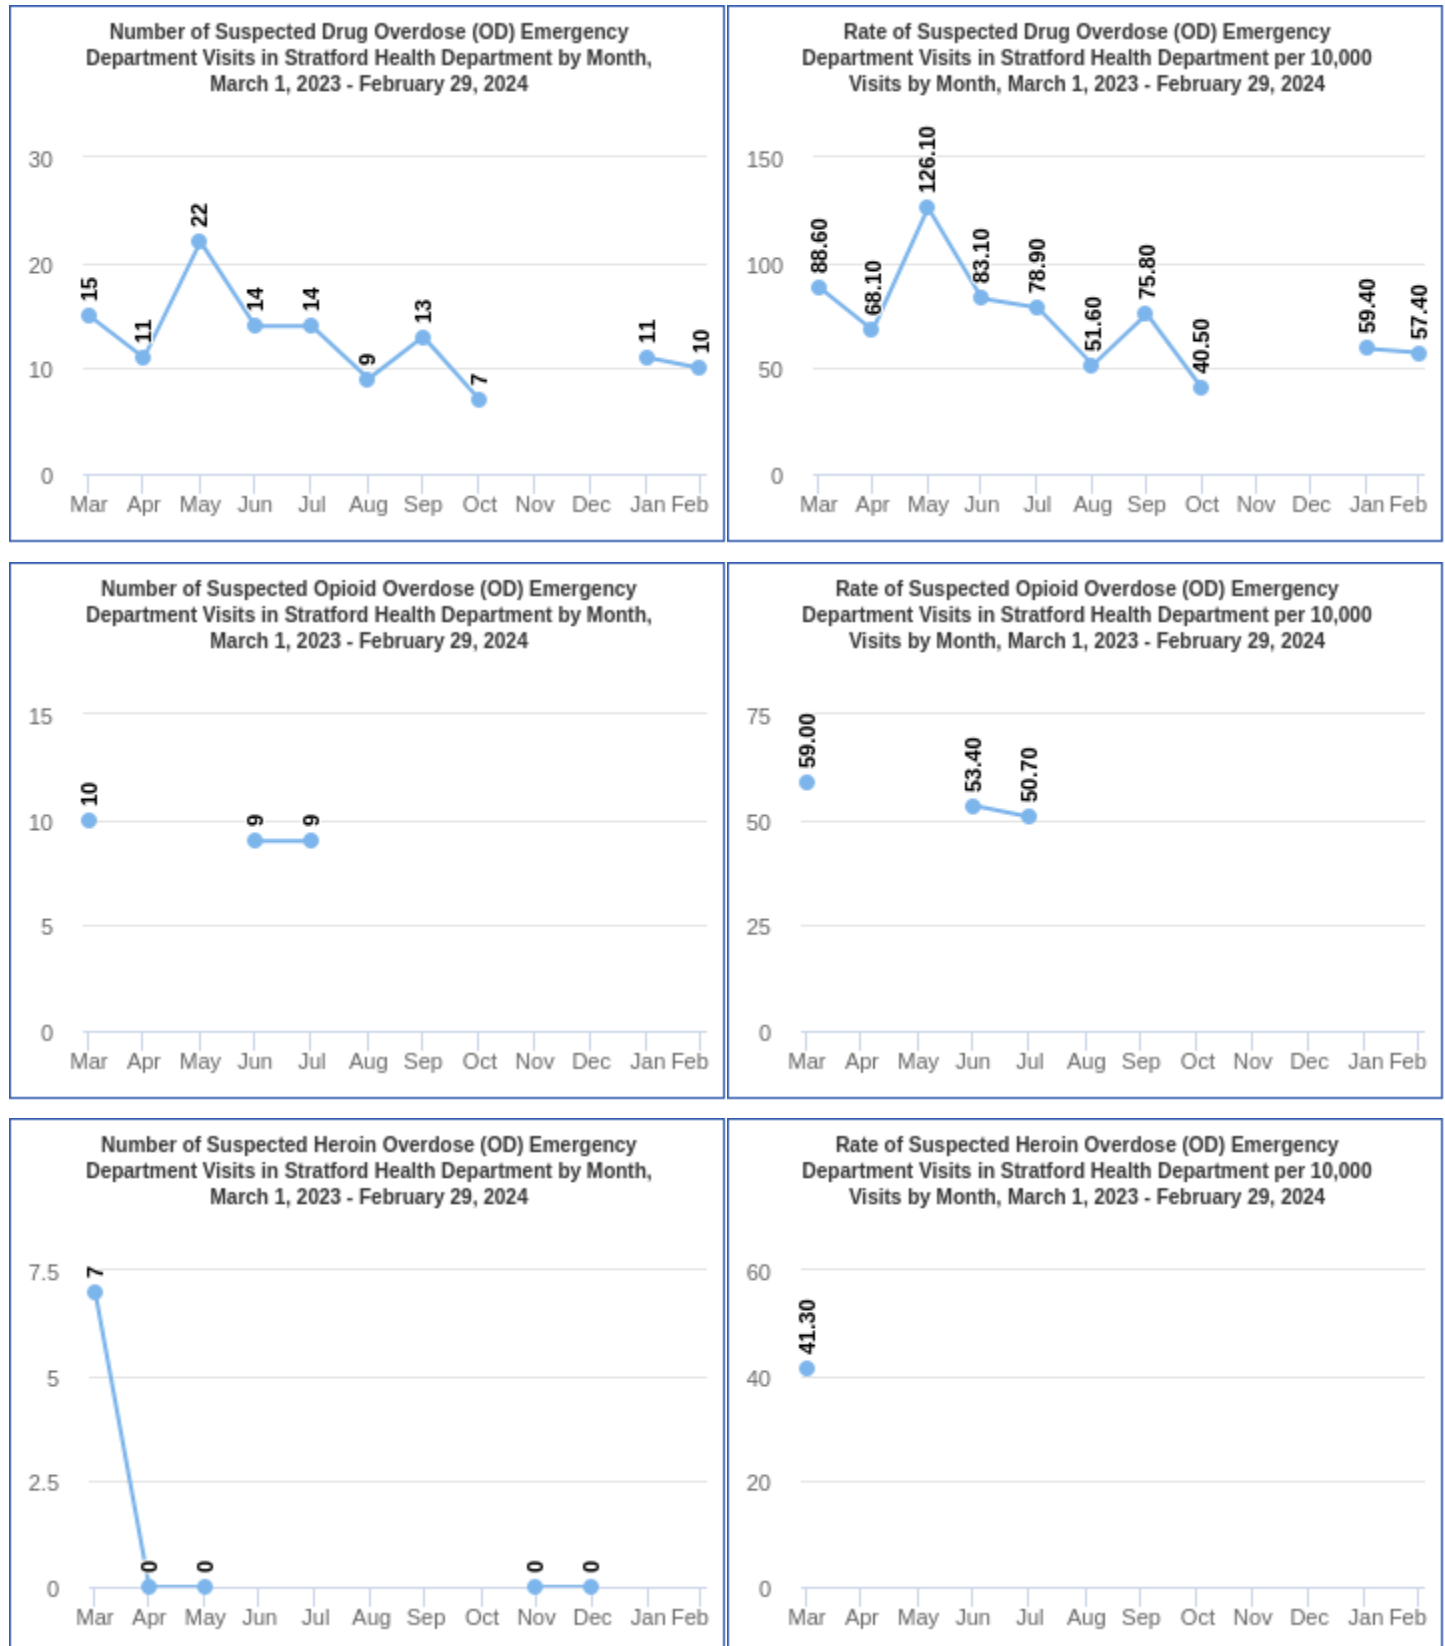 Number of Suspected Drug Overdose (OD) Emergency
Department Visits in Stratford Health Department by Month,
March 1, 2023 - February 29, 2024
30
20
10
0
15
11
22
14
14
9
13
7
11
10
Mar Apr May Jun Jul Aug Sep Oct Nov Dec Jan Feb
Rate of Suspected Drug Overdose (OD) Emergency
Department Visits in Stratford Health Department per 10,000
Visits by Month, March 1, 2023 - February 29, 2024
150
100
50
0
88.60
68.10
126.10
83.10
78.90
51.60
75.80
40.50
59.40
57.40
Mar Apr May Jun Jul Aug Sep Oct Nov Dec Jan Feb
Number of Suspected Opioid Overdose (OD) Emergency
Department Visits in Stratford Health Department by Month,
March 1, 2023 - February 29, 2024
15
10
5
0
10
9
9
Mar Apr May Jun Jul Aug Sep Oct Nov Dec Jan Feb
Rate of Suspected Opioid Overdose (OD) Emergency
Department Visits in Stratford Health Department per 10,000
Visits by Month, March 1, 2023 - February 29, 2024
75
50
25
0
59.00
53.40
50.70
Mar Apr May Jun Jul Aug Sep Oct Nov Dec Jan Feb
Number of Suspected Heroin Overdose (OD) Emergency
Department Visits in Stratford Health Department by Month,
March 1, 2023 - February 29, 2024
7.5
5
2.5
0
7
0
0
0
0
Mar Apr May Jun Jul Aug Sep Oct Nov Dec Jan Feb
Rate of Suspected Heroin Overdose (OD) Emergency
Department Visits in Stratford Health Department per 10,000
Visits by Month, March 1, 2023 - February 29, 2024
60
40
20
0
41.30
Mar Apr May Jun Jul Aug Sep Oct Nov Dec Jan Feb